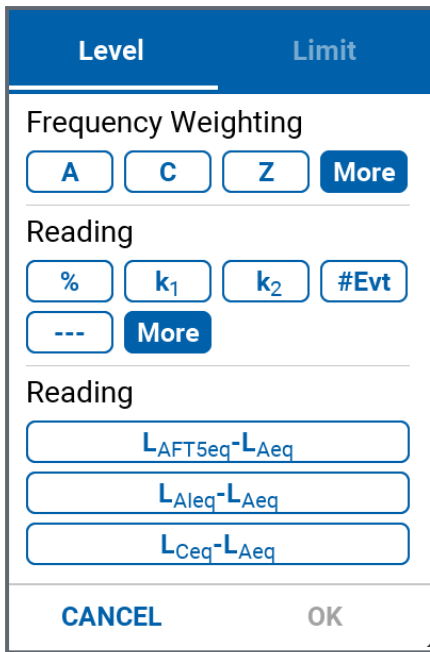 Level Limit
Frequency Weighting
A C Z More
Reading
% k₁ k₂ #Evt
--- More
Reading
LAFT5eq-LAeq
LAIeq-LAeq
LCeq-LAeq
CANCEL OK